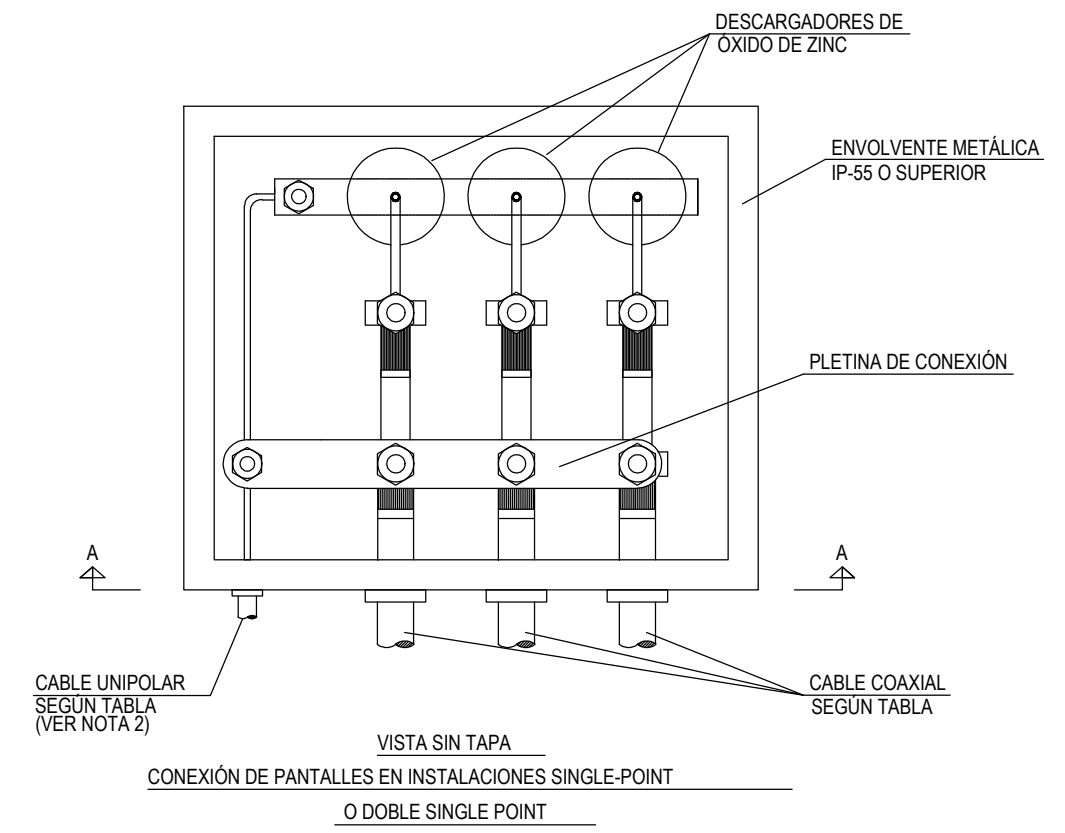 DESCARGADORES DE
ÓXIDO DE ZINC
ENVOLVENTE METÁLICA
IP-55 O SUPERIOR
PLETINA DE CONEXIÓN
A
A
CABLE UNIPOLAR
SEGÚN TABLA
(VER NOTA 2)
CABLE COAXIAL
SEGÚN TABLA
VISTA SIN TAPA
CONEXIÓN DE PANTALLES EN INSTALACIONES SINGLE-POINT
O DOBLE SINGLE POINT